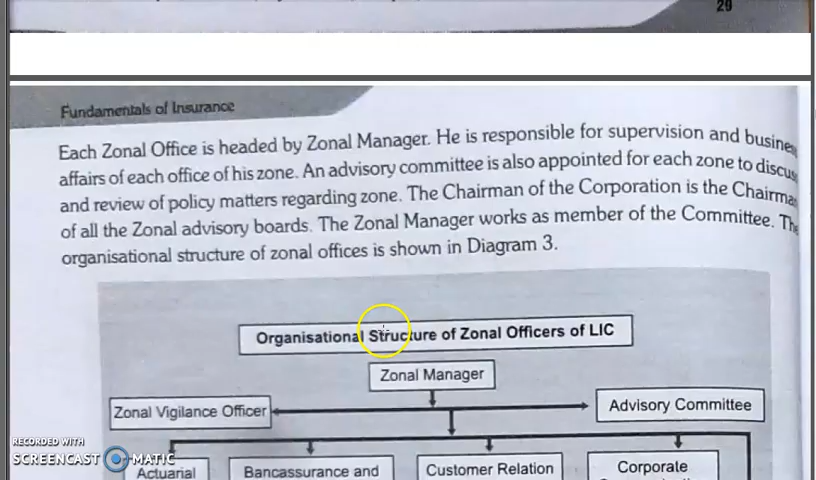 29
Fundamentals of Insurance
Each Zonal Office is headed by Zonal Manager. He is responsible for supervision and
affairs of each office of his zone. An advisory committee is also appointed for each zone to
and review of policy matters regarding zone. The Chairman of the Corporation is the
of all the Zonal advisory boards. The Zonal Manager works as member of the Committee.
organisational structure of zonal offices is shown in Diagram 3.
Organisational Structure of Zonal Officers of LIC
Zonal Manager
Zonal Vigilance Officer
Advisory Committee
RECORDED WITH
SCREENCAST MATIC
Actuarial
Bancassurance and
Customer Relation
Corporate